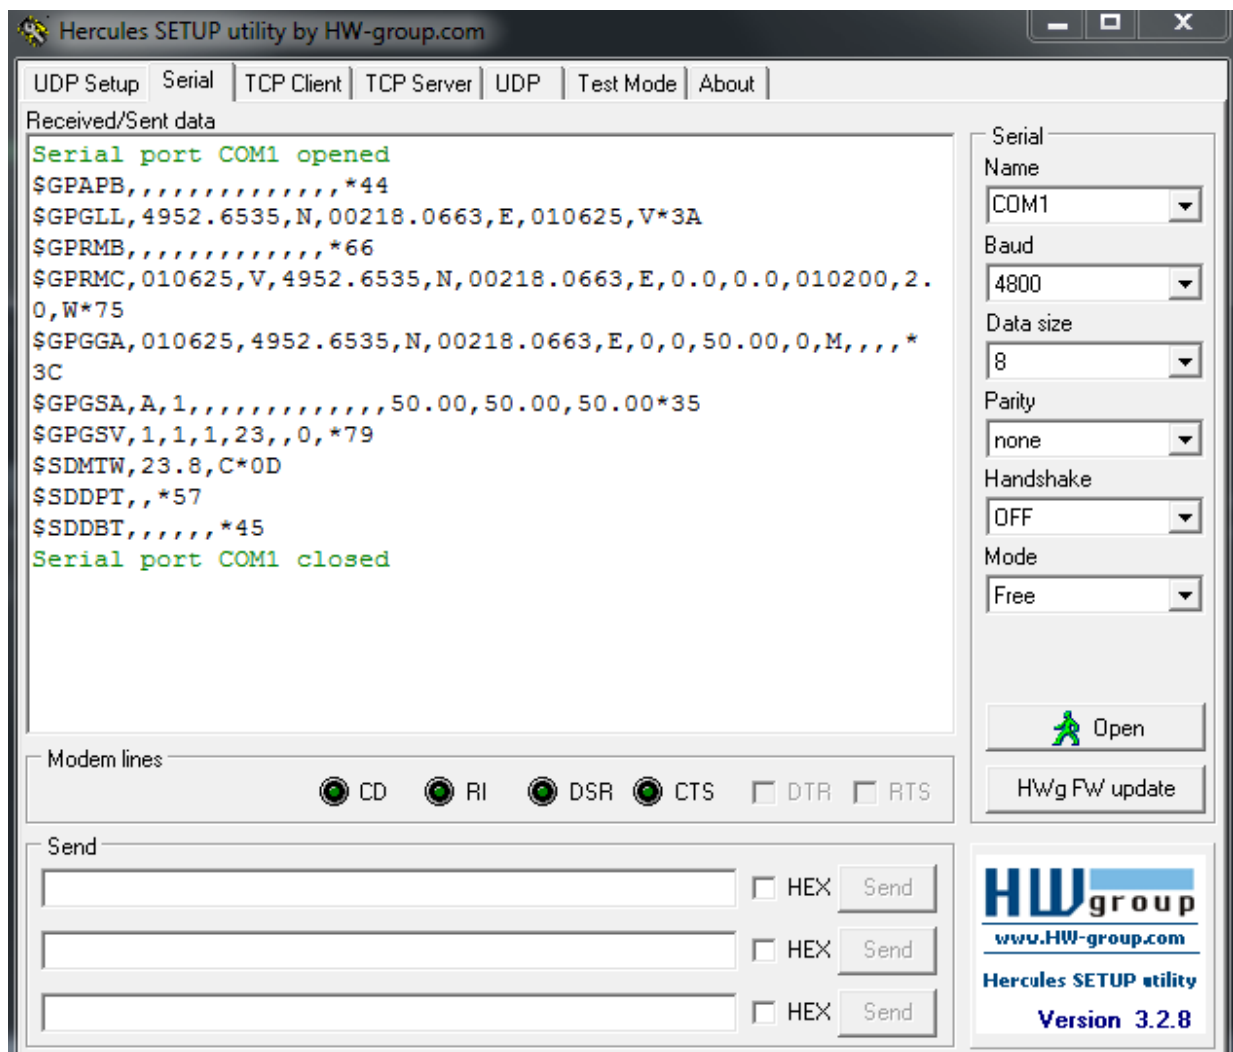 Hercules SETUP utility by HW-group.com
UDP Setup Serial TCP Client TCP Server UDP Test Mode About
Received/Sent data
Serial port COM1 opened
$GPAPB,,,,,,,,,,,,,,*44
$GPGLL,4952.6535,N,00218.0663,E,010625,V*3A
$GPRMB,,,,,,,,,,,,,*66
$GPRMC,010625,V,4952.6535,N,00218.0663,E,0.0,0.0,010200,2.
0,W*75
$GPGGA,010625,4952.6535,N,00218.0663,E,0,0,50.00,0,M,,,,*
3C
$GPGSA,A,1,,,,,,,,,,,,,50.00,50.00,50.00*35
$GPGSV,1,1,1,23,,0,*79
$SDMTW,23.8,C*0D
$SDDPT,,*57
$SDDBT,,,,,,*45
Serial port COM1 closed
Serial
Name
COM1
Baud
4800
Data size
8
Parity
none
Handshake
OFF
Mode
Free
Open
HWg FW update
Modem lines
CD RI DSR CTS DTR RTS
Send
HEX Send
HEX Send
HEX Send
HW group
www.HW-group.com
Hercules SETUP utility
Version 3.2.8